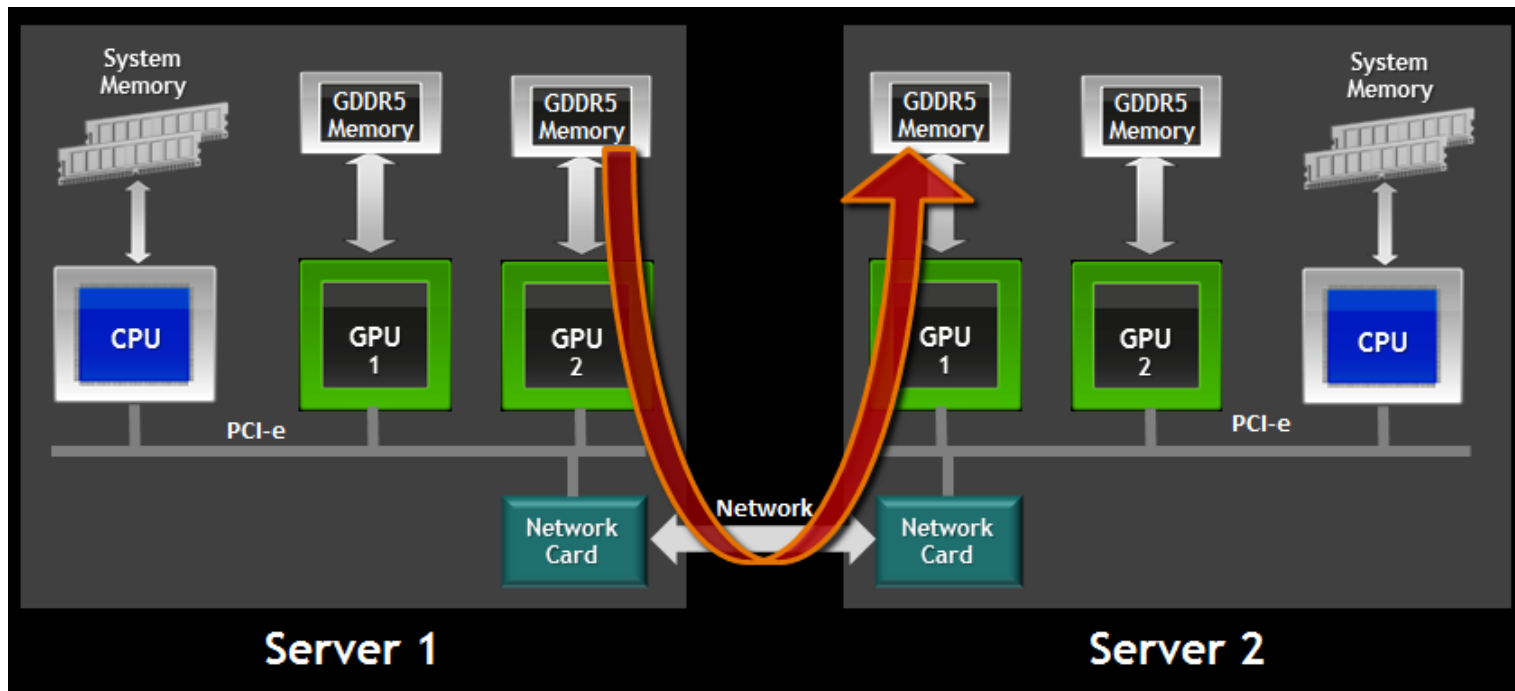 System
Memory
GDDR5
Memory
GDDR5
Memory
CPU
GPU
1
GPU
2
PCI-e
Network
Card
Server 1
Network
GDDR5
Memory
GDDR5
Memory
System
Memory
GPU
1
GPU
2
CPU
PCI-e
Network
Card
Server 2